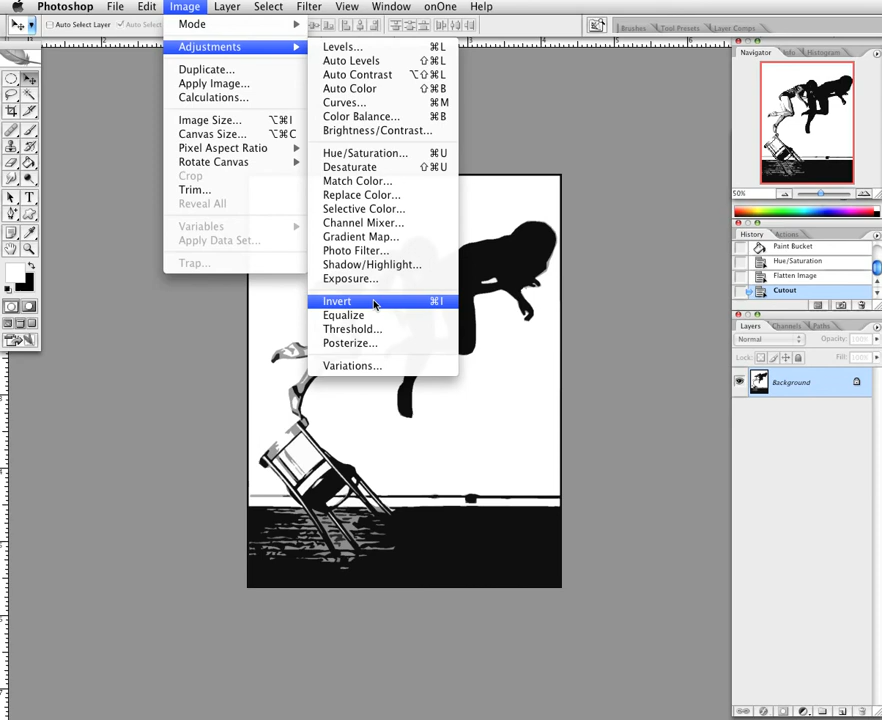 Photoshop File Edit Image Layer Select Filter View Window onOne Help
Auto Select Layer Auto Select
Brushes Tool Presets Layer Comps
Mode
Adjustments
Duplicate...
Apply Image...
Calculations...
Image Size... ⌥⌘I
Canvas Size... ⌥⌘C
Pixel Aspect Ratio
Rotate Canvas
Crop
Trim...
Reveal All
Variables
Apply Data Set...
Trap...
Levels... ⌘L
Auto Levels ⇧⌘L
Auto Contrast ⌥⇧⌘L
Auto Color ⇧⌘B
Curves... ⌘M
Color Balance... ⌘B
Brightness/Contrast...
Hue/Saturation... ⌘U
Desaturate ⇧⌘U
Match Color...
Replace Color...
Selective Color...
Channel Mixer...
Gradient Map...
Photo Filter...
Shadow/Highlight...
Exposure...
Invert ⌘I
Equalize
Threshold...
Posterize...
Variations...
Navigator Info Histogram
50%
History Actions
Paint Bucket
Hue/Saturation
Flatten Image
Cutout
Layers Channels Paths
Normal Opacity:
Lock: Fill:
Background